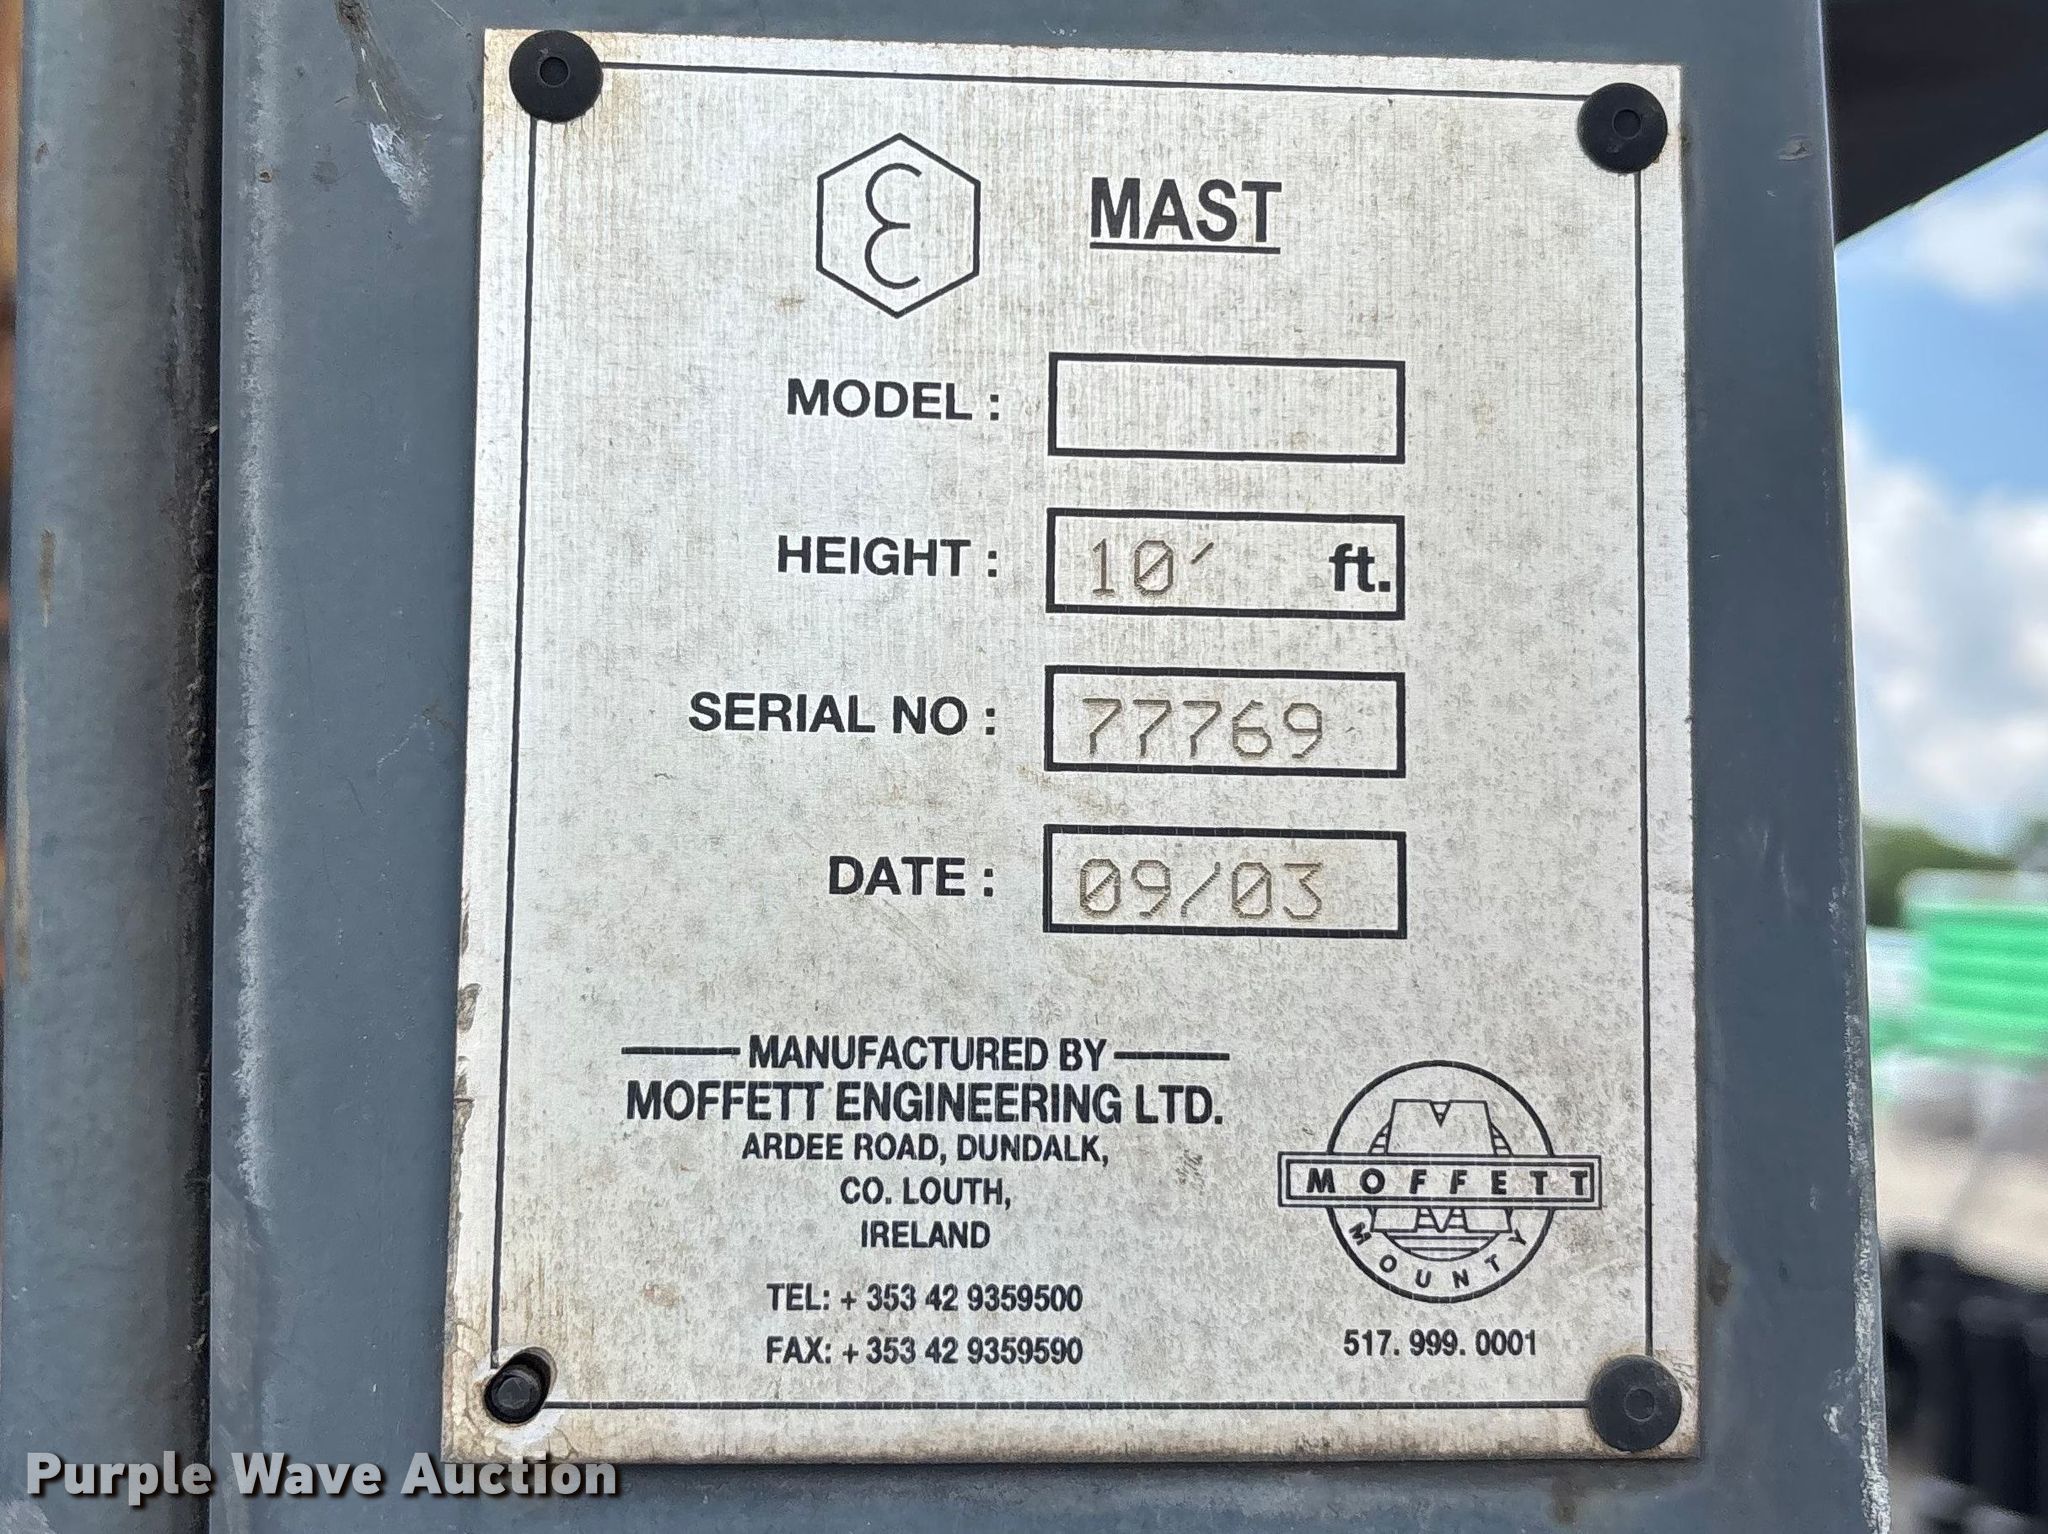 MAST
MODEL :
HEIGHT : 10' ft.
SERIAL NO : 77769
DATE : 09/03
MANUFACTURED BY
MOFFETT ENGINEERING LTD.
ARDEE ROAD, DUNDALK,
CO. LOUTH,
IRELAND
TEL: + 353 42 9359500
FAX: + 353 42 9359590
MOFFETT
MOUNTY
517. 999. 0001
Purple Wave Auction